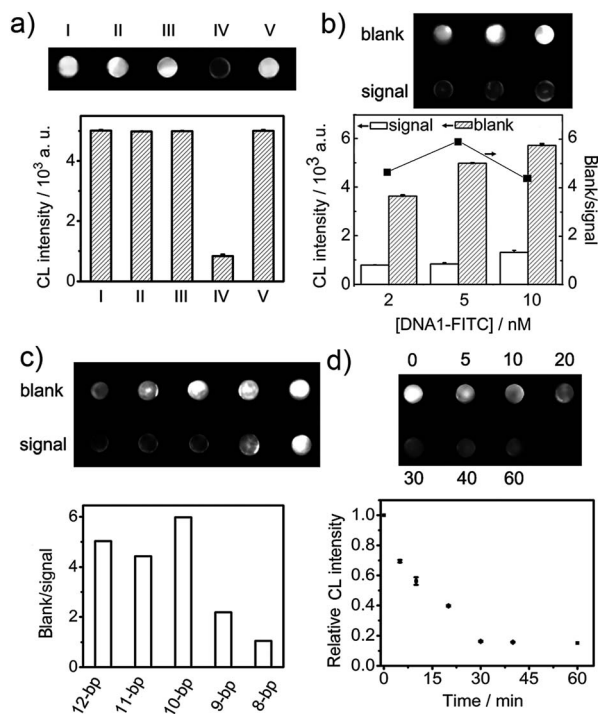 a)
I II III IV V
CL intensity / 10³ a. u.
4
2
0
I II III IV V
b)
blank
signal
signal blank
CL intensity / 10³ a. u.
6
4
2
0
Blank/signal
6
4
2
0
2 5 10
[DNA1-FITC] / nM
c)
blank
signal
Blank/signal
6
4
2
0
12-bp 11-bp 10-bp 9-bp 8-bp
d)
0 5 10 20
30 40 60
Relative CL intensity
1.0
0.8
0.6
0.4
0.2
0.0
0 15 30 45 60
Time / min